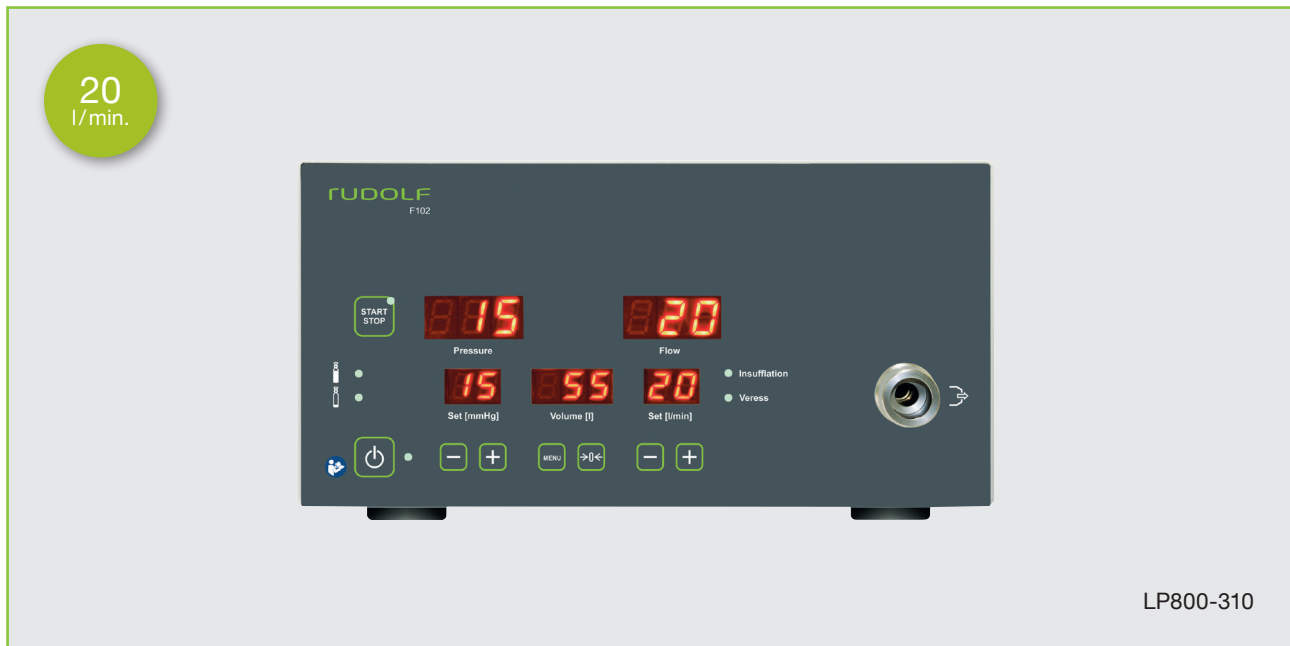 20
l/min.
RUDOLF
F102
START
STOP
15
20
Pressure
Flow
15
55
20
Insufflation
Veress
Set [mmHg]
Volume [l]
Set [l/min]
MENU
→0←
LP800-310